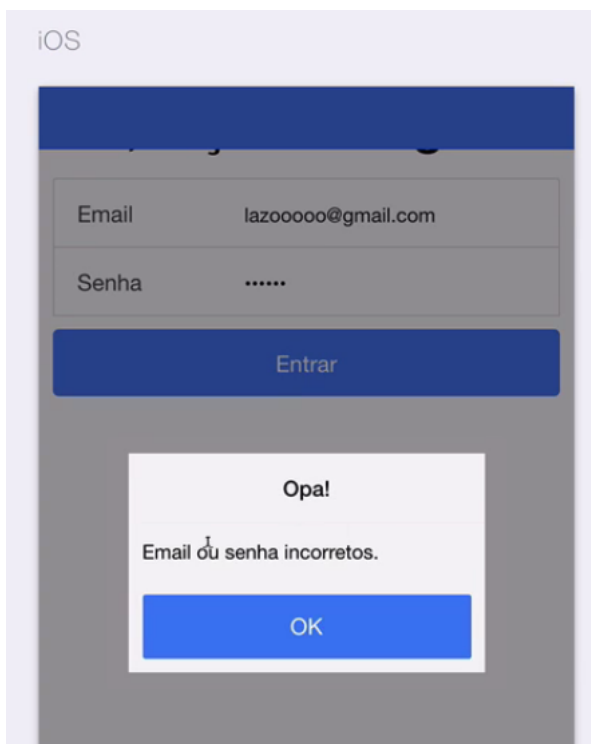 iOS
Email lazooooo@gmail.com
Senha ••••••
Entrar
Opa!
Email ou senha incorretos.
OK